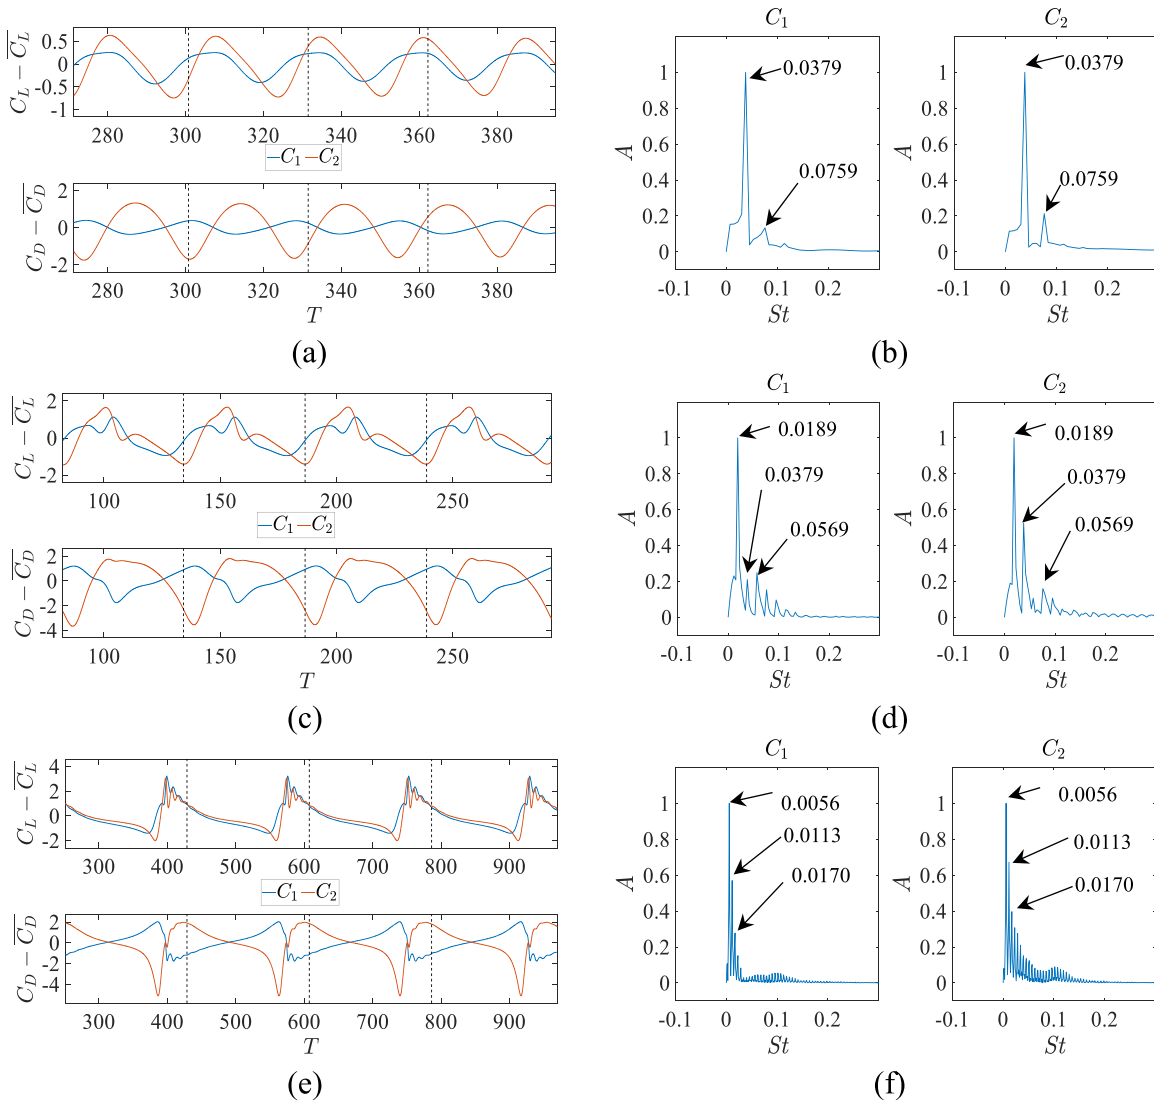 C_L − \overline{C_L}
0.5
0
-0.5
-1
280 300 320 340 360 380
C_1 C_2
C_D − \overline{C_D}
2
0
-2
280 300 320 340 360 380
T
(a)
C_1
A
1
0.8
0.6
0.4
0.2
0
0.0379
0.0759
-0.1 0 0.1 0.2
St
C_2
A
1
0.8
0.6
0.4
0.2
0
0.0379
0.0759
-0.1 0 0.1 0.2
St
(b)
C_L − \overline{C_L}
2
0
-2
100 150 200 250
C_1 C_2
C_D − \overline{C_D}
2
0
-2
-4
100 150 200 250
T
(c)
C_1
A
1
0.8
0.6
0.4
0.2
0
0.0189
0.0379
0.0569
-0.1 0 0.1 0.2
St
C_2
A
1
0.8
0.6
0.4
0.2
0
0.0189
0.0379
0.0569
-0.1 0 0.1 0.2
St
(d)
C_L − \overline{C_L}
4
2
0
-2
300 400 500 600 700 800 900
C_1 C_2
C_D − \overline{C_D}
2
0
-2
-4
300 400 500 600 700 800 900
T
(e)
C_1
A
1
0.8
0.6
0.4
0.2
0
0.0056
0.0113
0.0170
-0.1 0 0.1 0.2
St
C_2
A
1
0.8
0.6
0.4
0.2
0
0.0056
0.0113
0.0170
-0.1 0 0.1 0.2
St
(f)